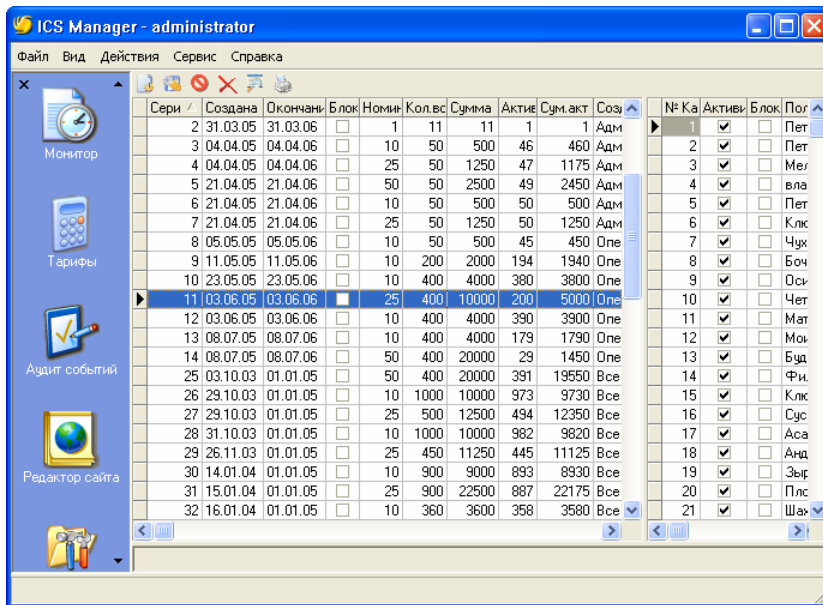 ICS Manager - administrator
Файл Вид Действия Сервис Справка
Монитор
Тарифы
Аудит событий
Редактор сайта
Сери Создана Окончани Блок Номин Кол.вс Сумма Актив Сум.акт Соз
2 31.03.05 31.03.06 1 11 11 1 1 Адм
3 04.04.05 04.04.06 10 50 500 46 460 Адм
4 04.04.05 04.04.06 25 50 1250 47 1175 Адм
5 21.04.05 21.04.06 50 50 2500 49 2450 Адм
6 21.04.05 21.04.06 10 50 500 50 500 Адм
7 21.04.05 21.04.06 25 50 1250 50 1250 Адм
8 05.05.05 05.05.06 10 50 500 45 450 Опе
9 11.05.05 11.05.06 10 200 2000 194 1940 Опе
10 23.05.05 23.05.06 10 400 4000 380 3800 Опе
11 03.06.05 03.06.06 25 400 10000 200 5000 Опе
12 03.06.05 03.06.06 10 400 4000 390 3900 Опе
13 08.07.05 08.07.06 10 400 4000 179 1790 Опе
14 08.07.05 08.07.06 50 400 20000 29 1450 Опе
25 03.10.03 01.01.05 50 400 20000 391 19550 Все
26 29.10.03 01.01.05 10 1000 10000 973 9730 Все
27 29.10.03 01.01.05 25 500 12500 494 12350 Все
28 31.10.03 01.01.05 10 1000 10000 982 9820 Все
29 26.11.03 01.01.05 25 450 11250 445 11125 Все
30 14.01.04 01.01.05 10 900 9000 893 8930 Все
31 15.01.04 01.01.05 25 900 22500 887 22175 Все
32 16.01.04 01.01.05 10 360 3600 358 3580 Все
№ Ка Активи Блок Пол
1 Пет
2 Пет
3 Мел
4 вла
5 Пет
6 Клю
7 Чух
8 Боч
9 Оси
10 Чет
11 Мат
12 Мои
13 Буд
14 Фи
15 Клю
16 Сус
17 Аса
18 Анд
19 Зыр
20 Пло
21 Шах